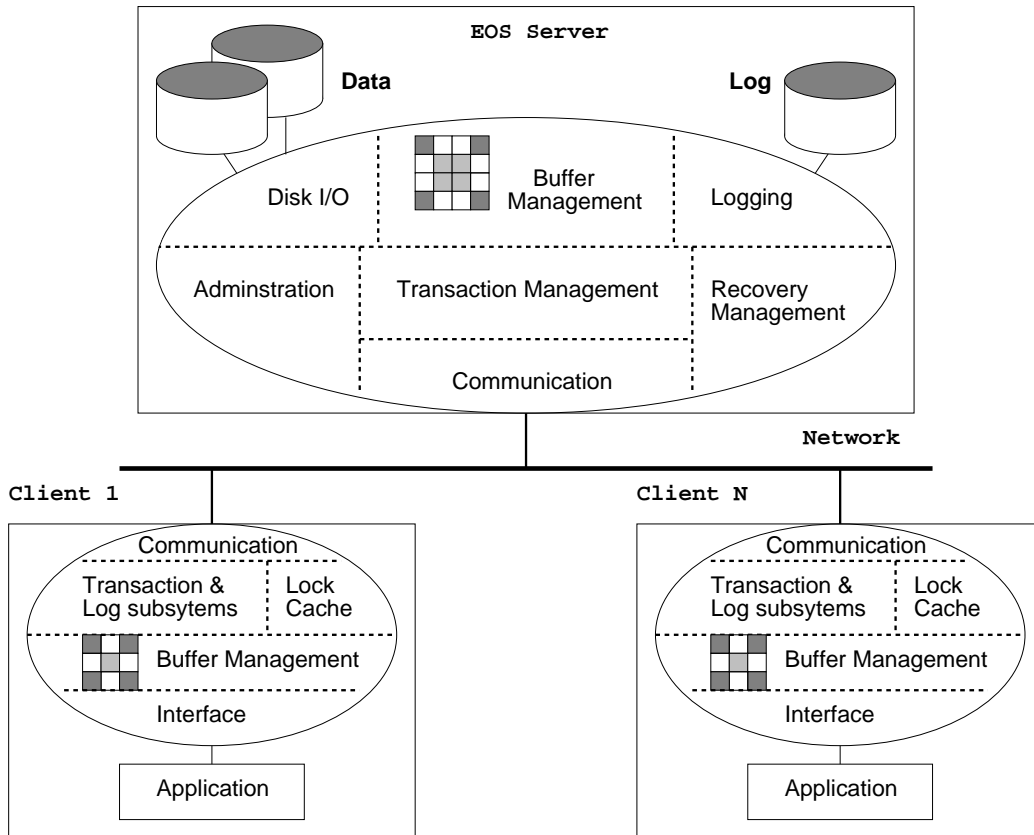 EOS Server
Data
Log
Disk I/O
Buffer
Management
Logging
Adminstration
Transaction Management
Recovery
Management
Communication
Network
Client 1
Client N
Communication
Transaction &
Log subsytems
Lock
Cache
Buffer Management
Interface
Application
Communication
Transaction &
Log subsytems
Lock
Cache
Buffer Management
Interface
Application